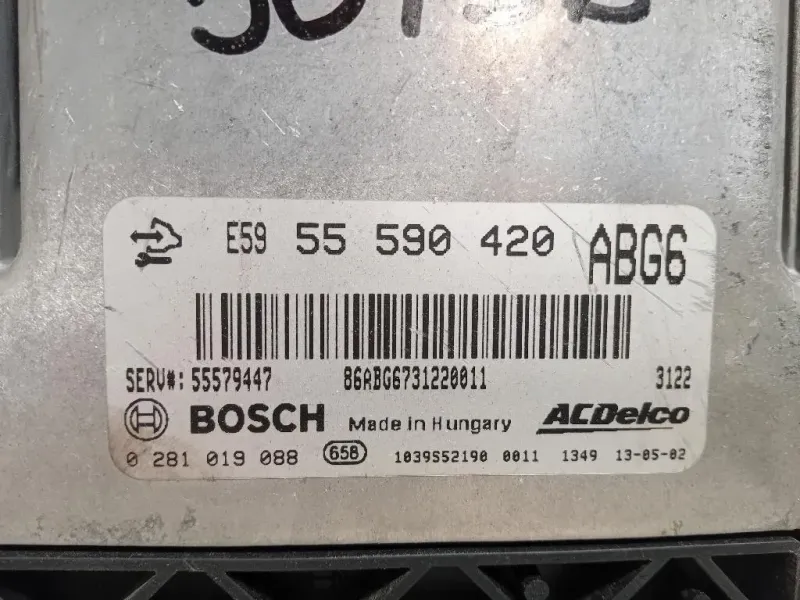 E59 55 590 420 ABG6
SERV#: 55579447 86ABG6731220011 3122
BOSCH Made in Hungary ACDelco
0 281 019 088 658 1039S52190 0011 1349 13-05-02